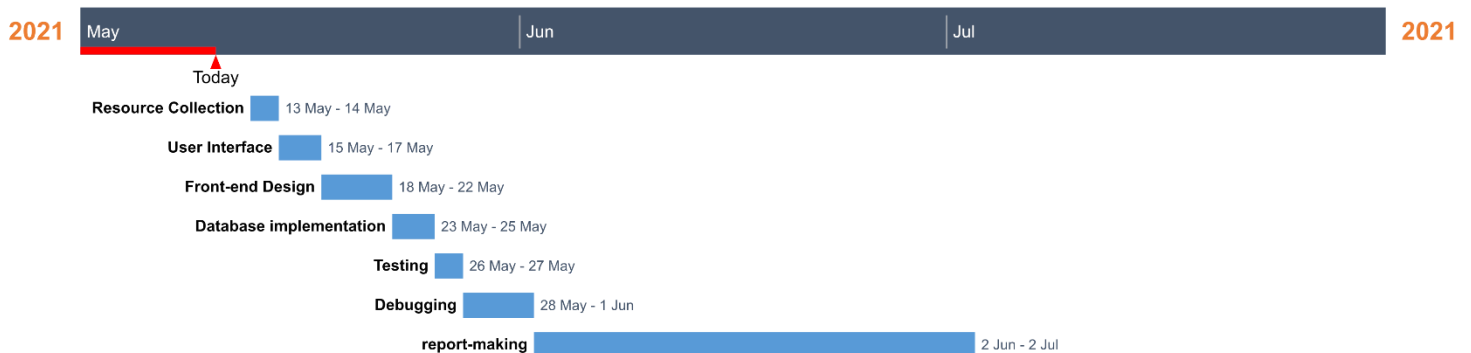 2021 May Jun Jul 2021
Today
Resource Collection 13 May - 14 May
User Interface 15 May - 17 May
Front-end Design 18 May - 22 May
Database implementation 23 May - 25 May
Testing 26 May - 27 May
Debugging 28 May - 1 Jun
report-making 2 Jun - 2 Jul